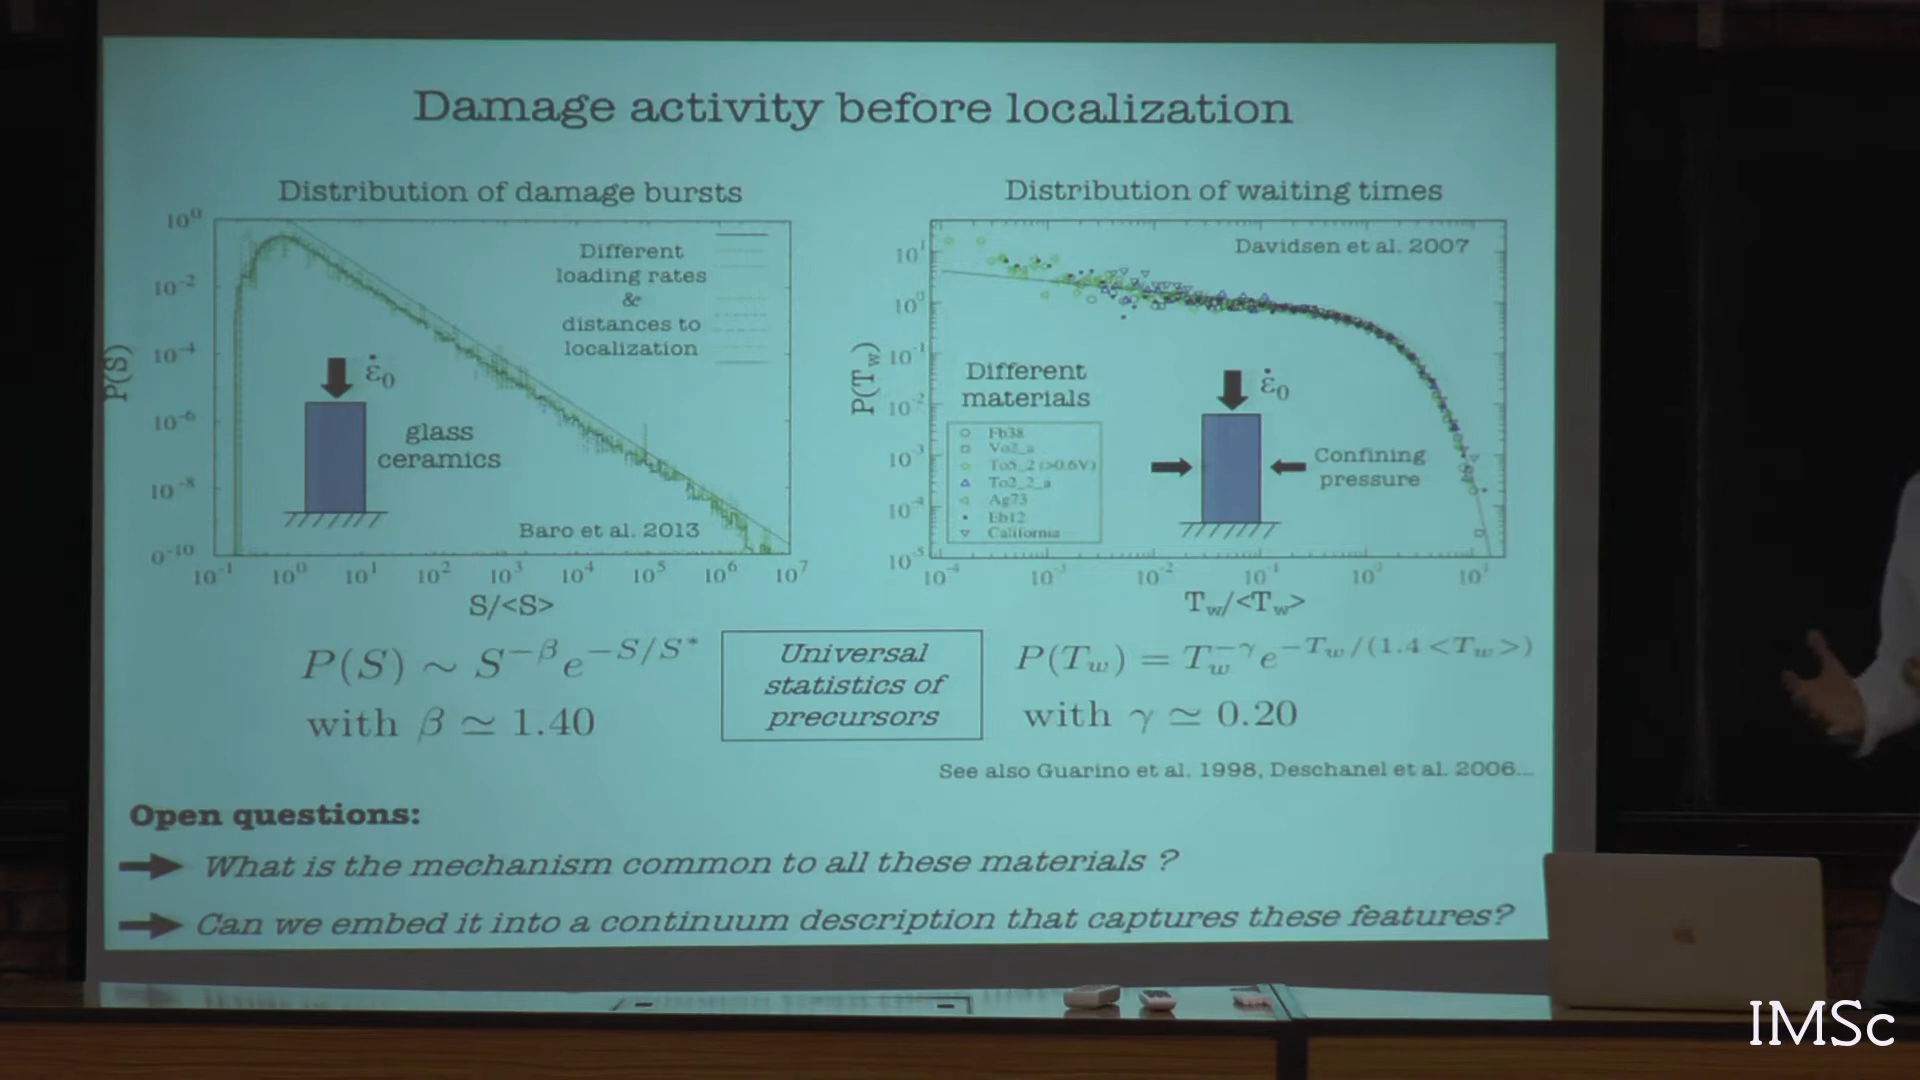 Damage activity before localization
Distribution of damage bursts
10⁰
10⁻²
10⁻⁴
10⁻⁶
10⁻⁸
0⁻¹⁰
P(S)
Different
loading rates
&
distances to
localization
ε̇₀
glass
ceramics
Baro et al. 2013
10⁻¹ 10⁰ 10¹ 10² 10³ 10⁴ 10⁵ 10⁶ 10⁷
S/<S>
Distribution of waiting times
10¹
10⁰
10⁻¹
10⁻²
10⁻³
10⁻⁴
10⁻⁵
P(T_w)
Davidsen et al. 2007
Different
materials
Fb38
Vo2_a
To5_2 (>0.6V)
To2_2_a
Ag73
Eb12
California
ε̇₀
Confining
pressure
10⁻⁴ 10⁻³ 10⁻² 10⁻¹ 10⁰ 10¹
T_w/<T_w>
P(S) ∼ S^−β e^−S/S*
with β ≃ 1.40
Universal
statistics of
precursors
P(T_w) = T_w^−γ e^−T_w/(1.4 <T_w>)
with γ ≃ 0.20
See also Guarino et al. 1998, Deschanel et al. 2006...
Open questions:
What is the mechanism common to all these materials ?
Can we embed it into a continuum description that captures these features?
IMSc